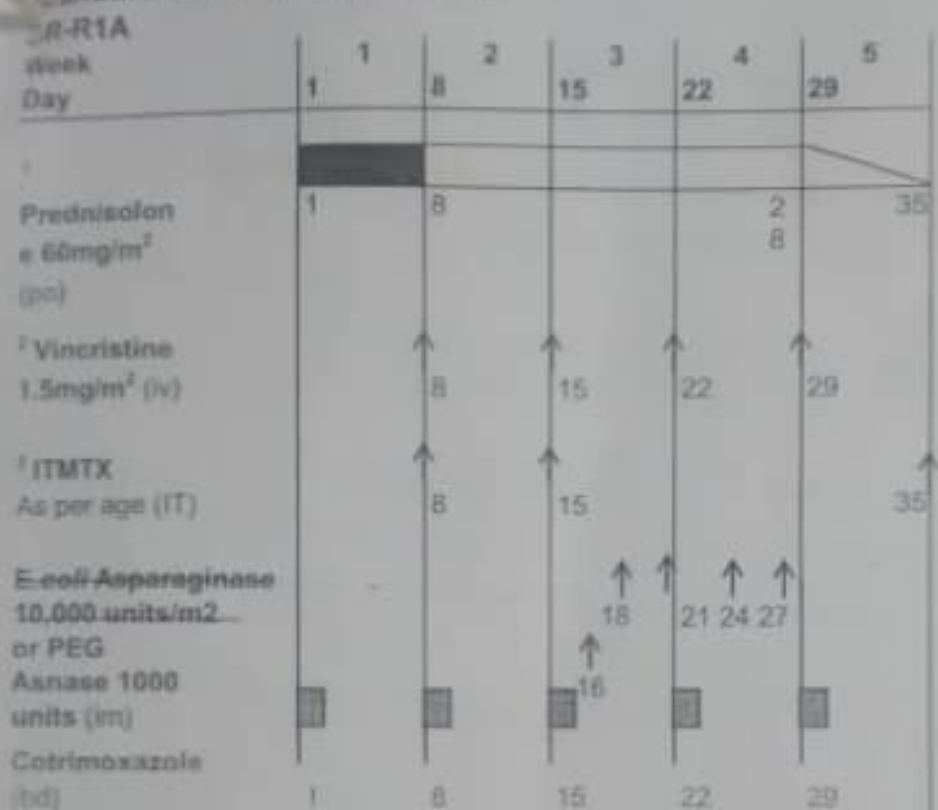 R-R1A
Week 1 2 3 4 5
Day 1 8 15 22 29
1 8 2 35
Prednisolon 8
e 60mg/m²
(po)
² Vincristine
1.5mg/m² (iv) 8 15 22 29
³ ITMTX
As per age (IT) 8 15 35
E coli Asparaginase
10,000 units/m2 18 21 24 27
or PEG
Asnase 1000 16
units (im)
Cotrimoxazole
(bd) 1 8 15 22 29